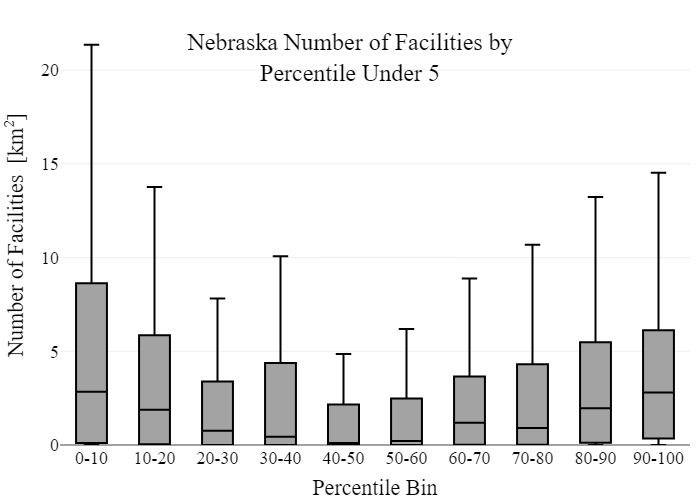 Nebraska Number of Facilities by
Percentile Under 5
Number of Facilities [km²]
20
15
10
5
0
0-10 10-20 20-30 30-40 40-50 50-60 60-70 70-80 80-90 90-100
Percentile Bin